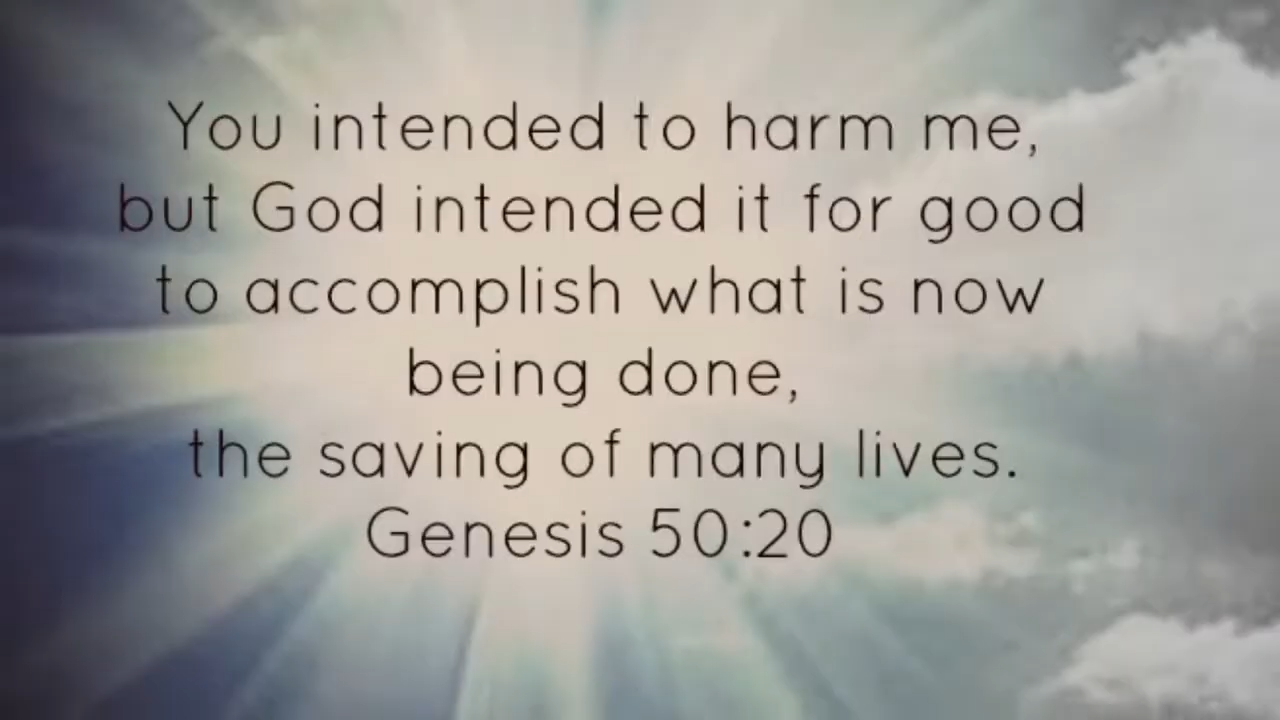 You intended to harm me,
but God intended it for good
to accomplish what is now
being done,
the saving of many lives.
Genesis 50:20